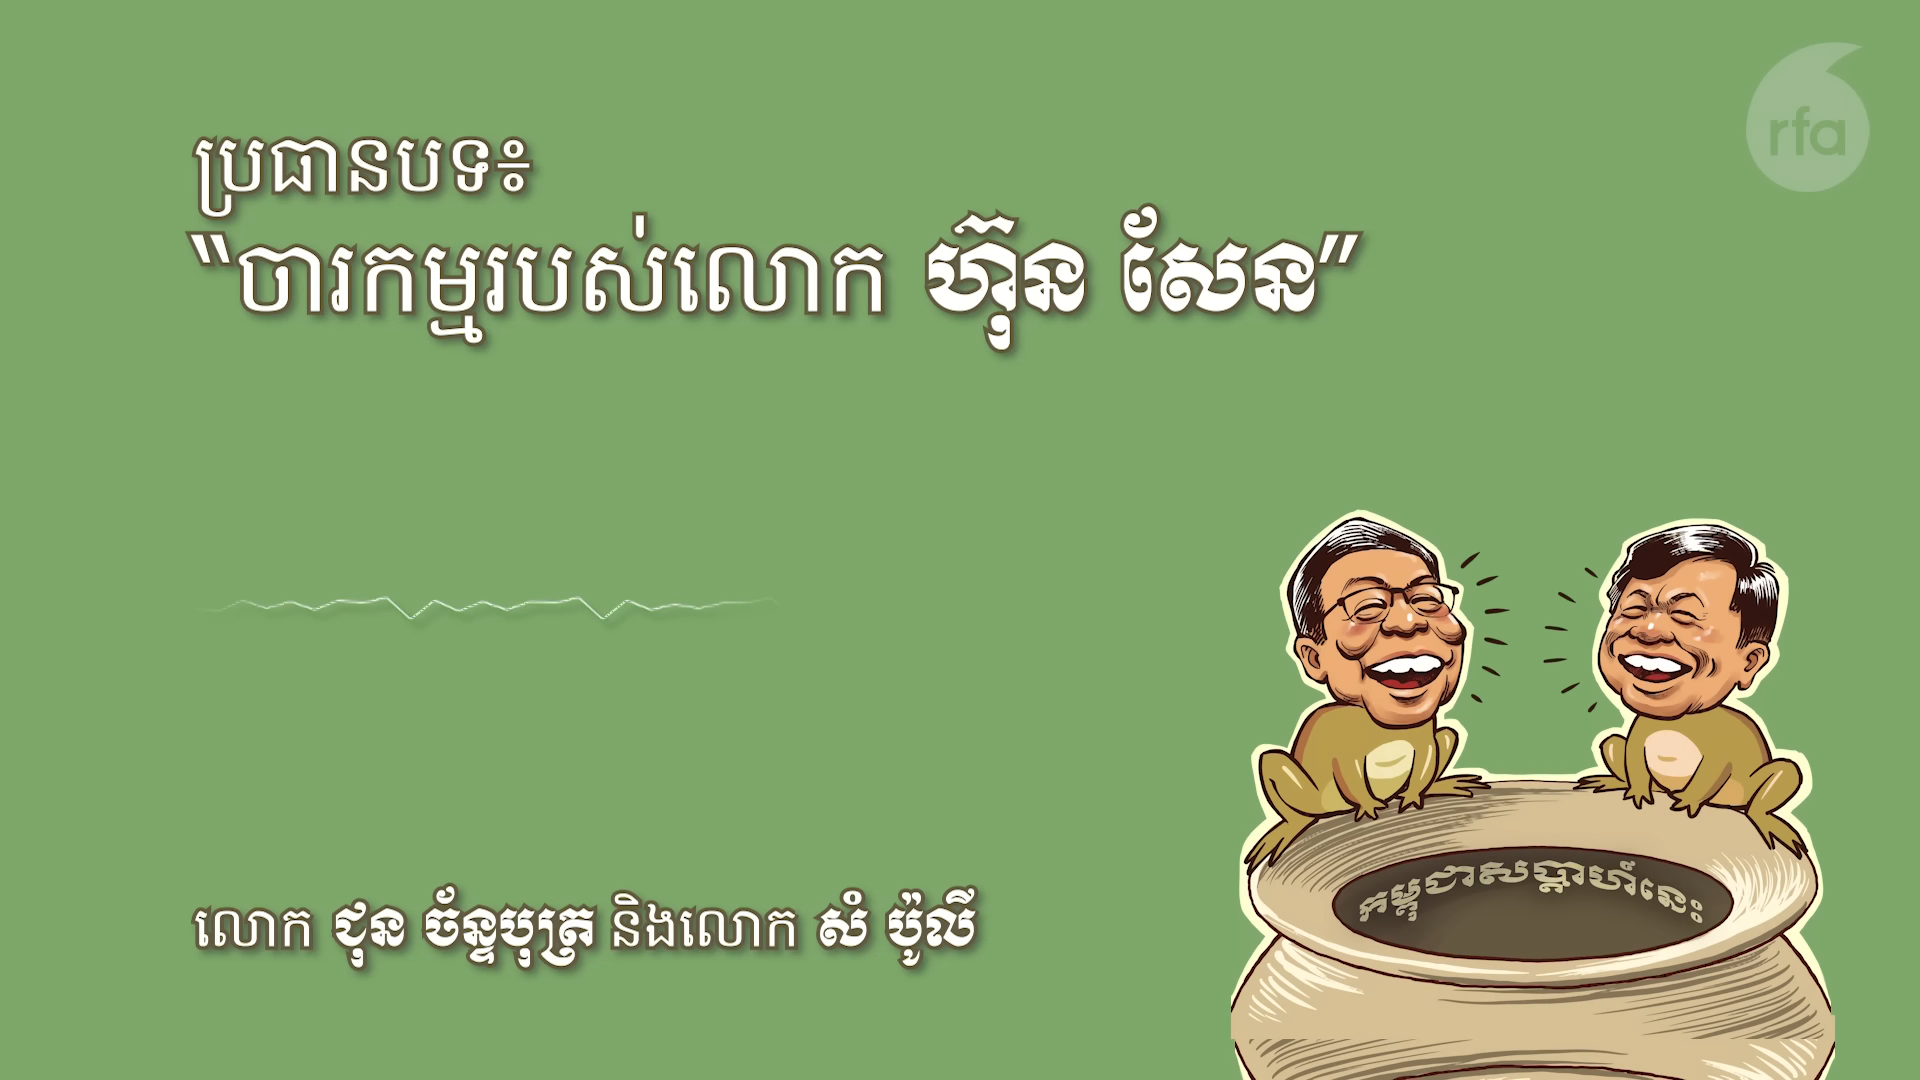 ប្រធានបទ៖
“ចារកម្មរបស់លោក ហ៊ុន សែន”
លោក ជុន ច័ន្ទបុត្រ និងលោក សំ ប៉ូលី
កម្ពុជាសប្ដាហ៍នេះ
rfa